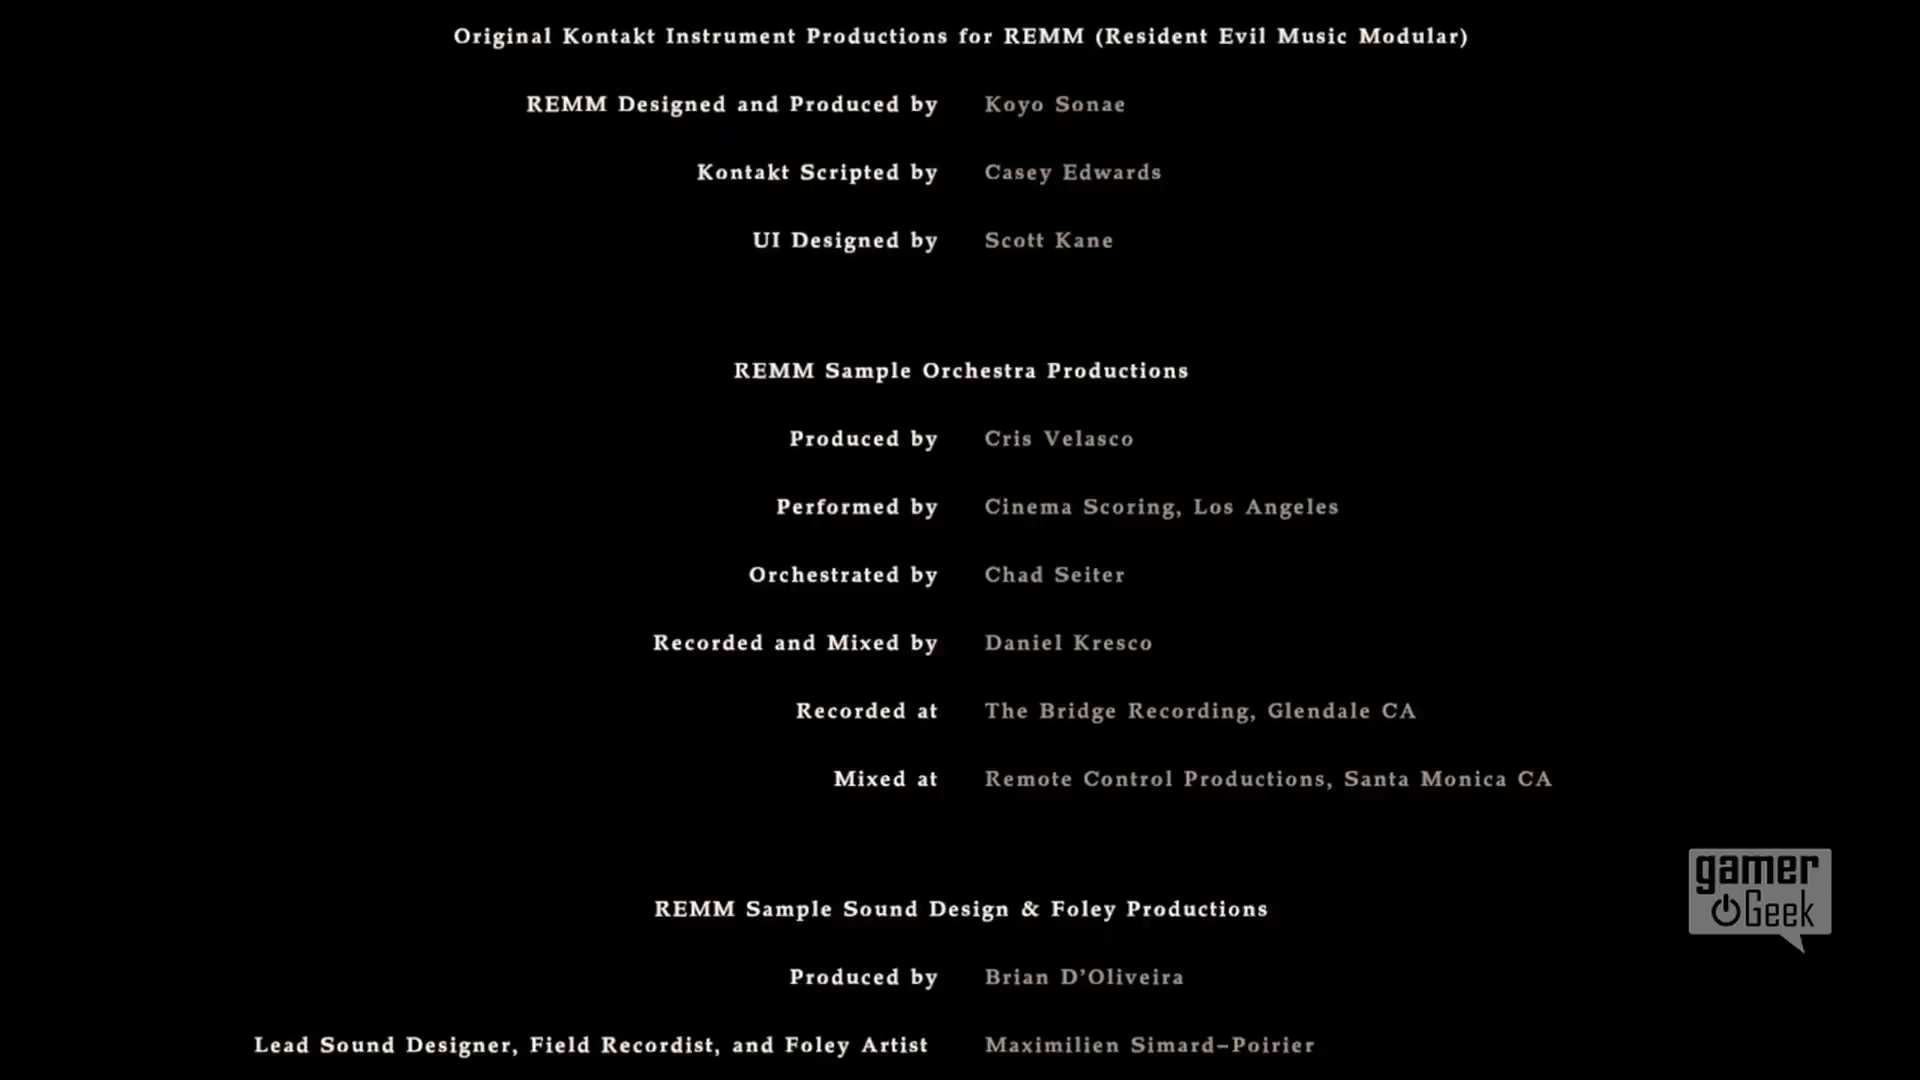 Original Kontakt Instrument Productions for REMM (Resident Evil Music Modular)
REMM Designed and Produced by Koyo Sonae
Kontakt Scripted by Casey Edwards
UI Designed by Scott Kane
REMM Sample Orchestra Productions
Produced by Cris Velasco
Performed by Cinema Scoring, Los Angeles
Orchestrated by Chad Seiter
Recorded and Mixed by Daniel Kresco
Recorded at The Bridge Recording, Glendale CA
Mixed at Remote Control Productions, Santa Monica CA
gamer
Geek
REMM Sample Sound Design & Foley Productions
Produced by Brian D’Oliveira
Lead Sound Designer, Field Recordist, and Foley Artist Maximilien Simard–Poirier